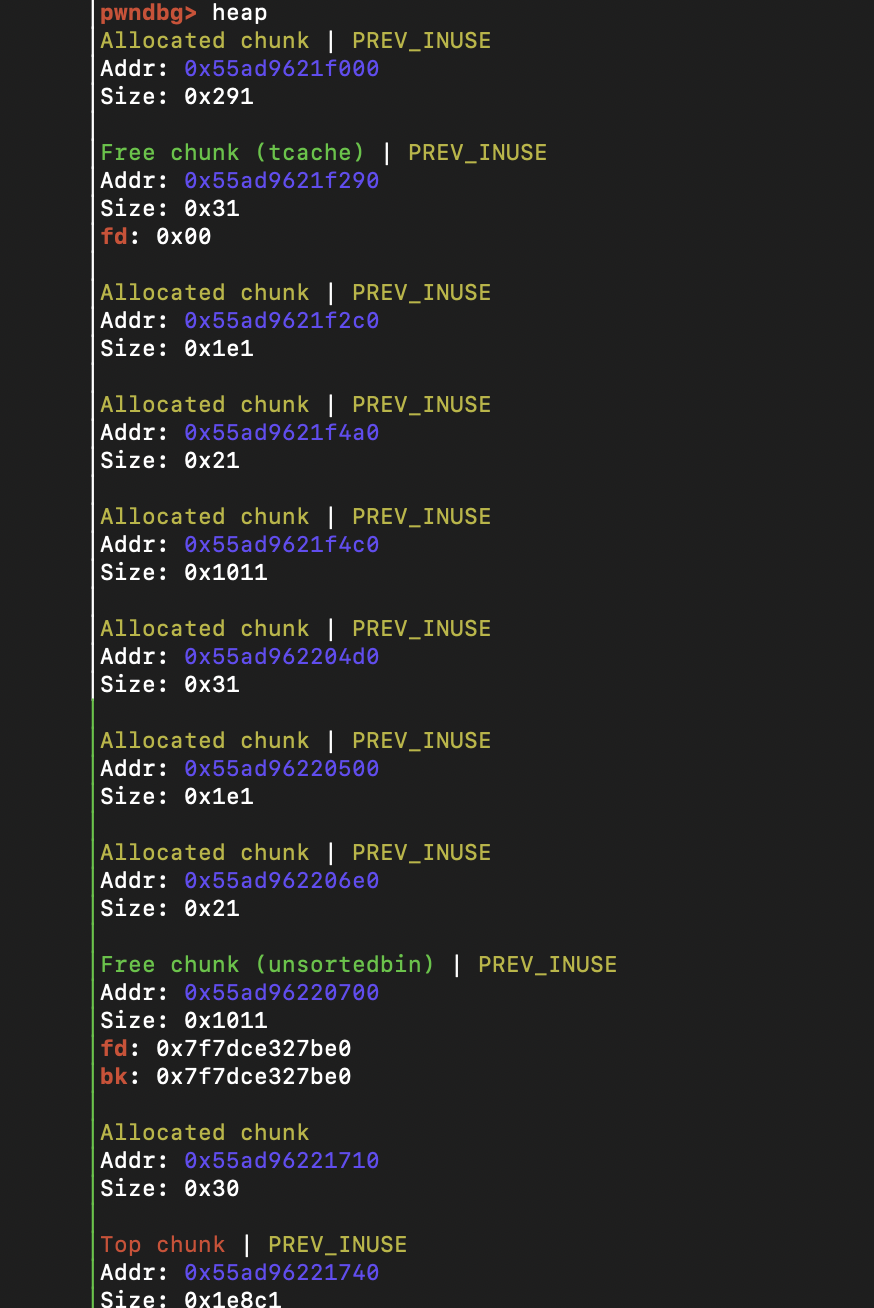 pwndbg> heap
Allocated chunk | PREV_INUSE
Addr: 0x55ad9621f000
Size: 0x291
Free chunk (tcache) | PREV_INUSE
Addr: 0x55ad9621f290
Size: 0x31
fd: 0x00
Allocated chunk | PREV_INUSE
Addr: 0x55ad9621f2c0
Size: 0x1e1
Allocated chunk | PREV_INUSE
Addr: 0x55ad9621f4a0
Size: 0x21
Allocated chunk | PREV_INUSE
Addr: 0x55ad9621f4c0
Size: 0x1011
Allocated chunk | PREV_INUSE
Addr: 0x55ad962204d0
Size: 0x31
Allocated chunk | PREV_INUSE
Addr: 0x55ad96220500
Size: 0x1e1
Allocated chunk | PREV_INUSE
Addr: 0x55ad962206e0
Size: 0x21
Free chunk (unsortedbin) | PREV_INUSE
Addr: 0x55ad96220700
Size: 0x1011
fd: 0x7f7dce327be0
bk: 0x7f7dce327be0
Allocated chunk
Addr: 0x55ad96221710
Size: 0x30
Top chunk | PREV_INUSE
Addr: 0x55ad96221740
Size: 0x1e8c1